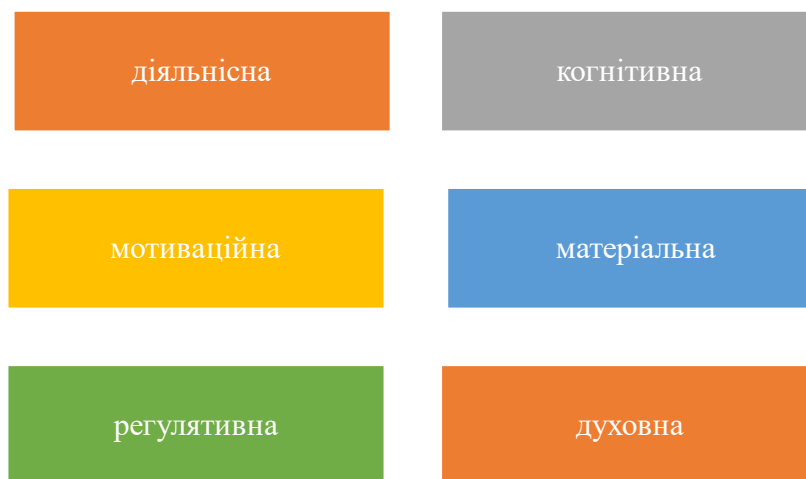 діяльнісна
когнітивна
мотиваційна
матеріальна
регулятивна
духовна